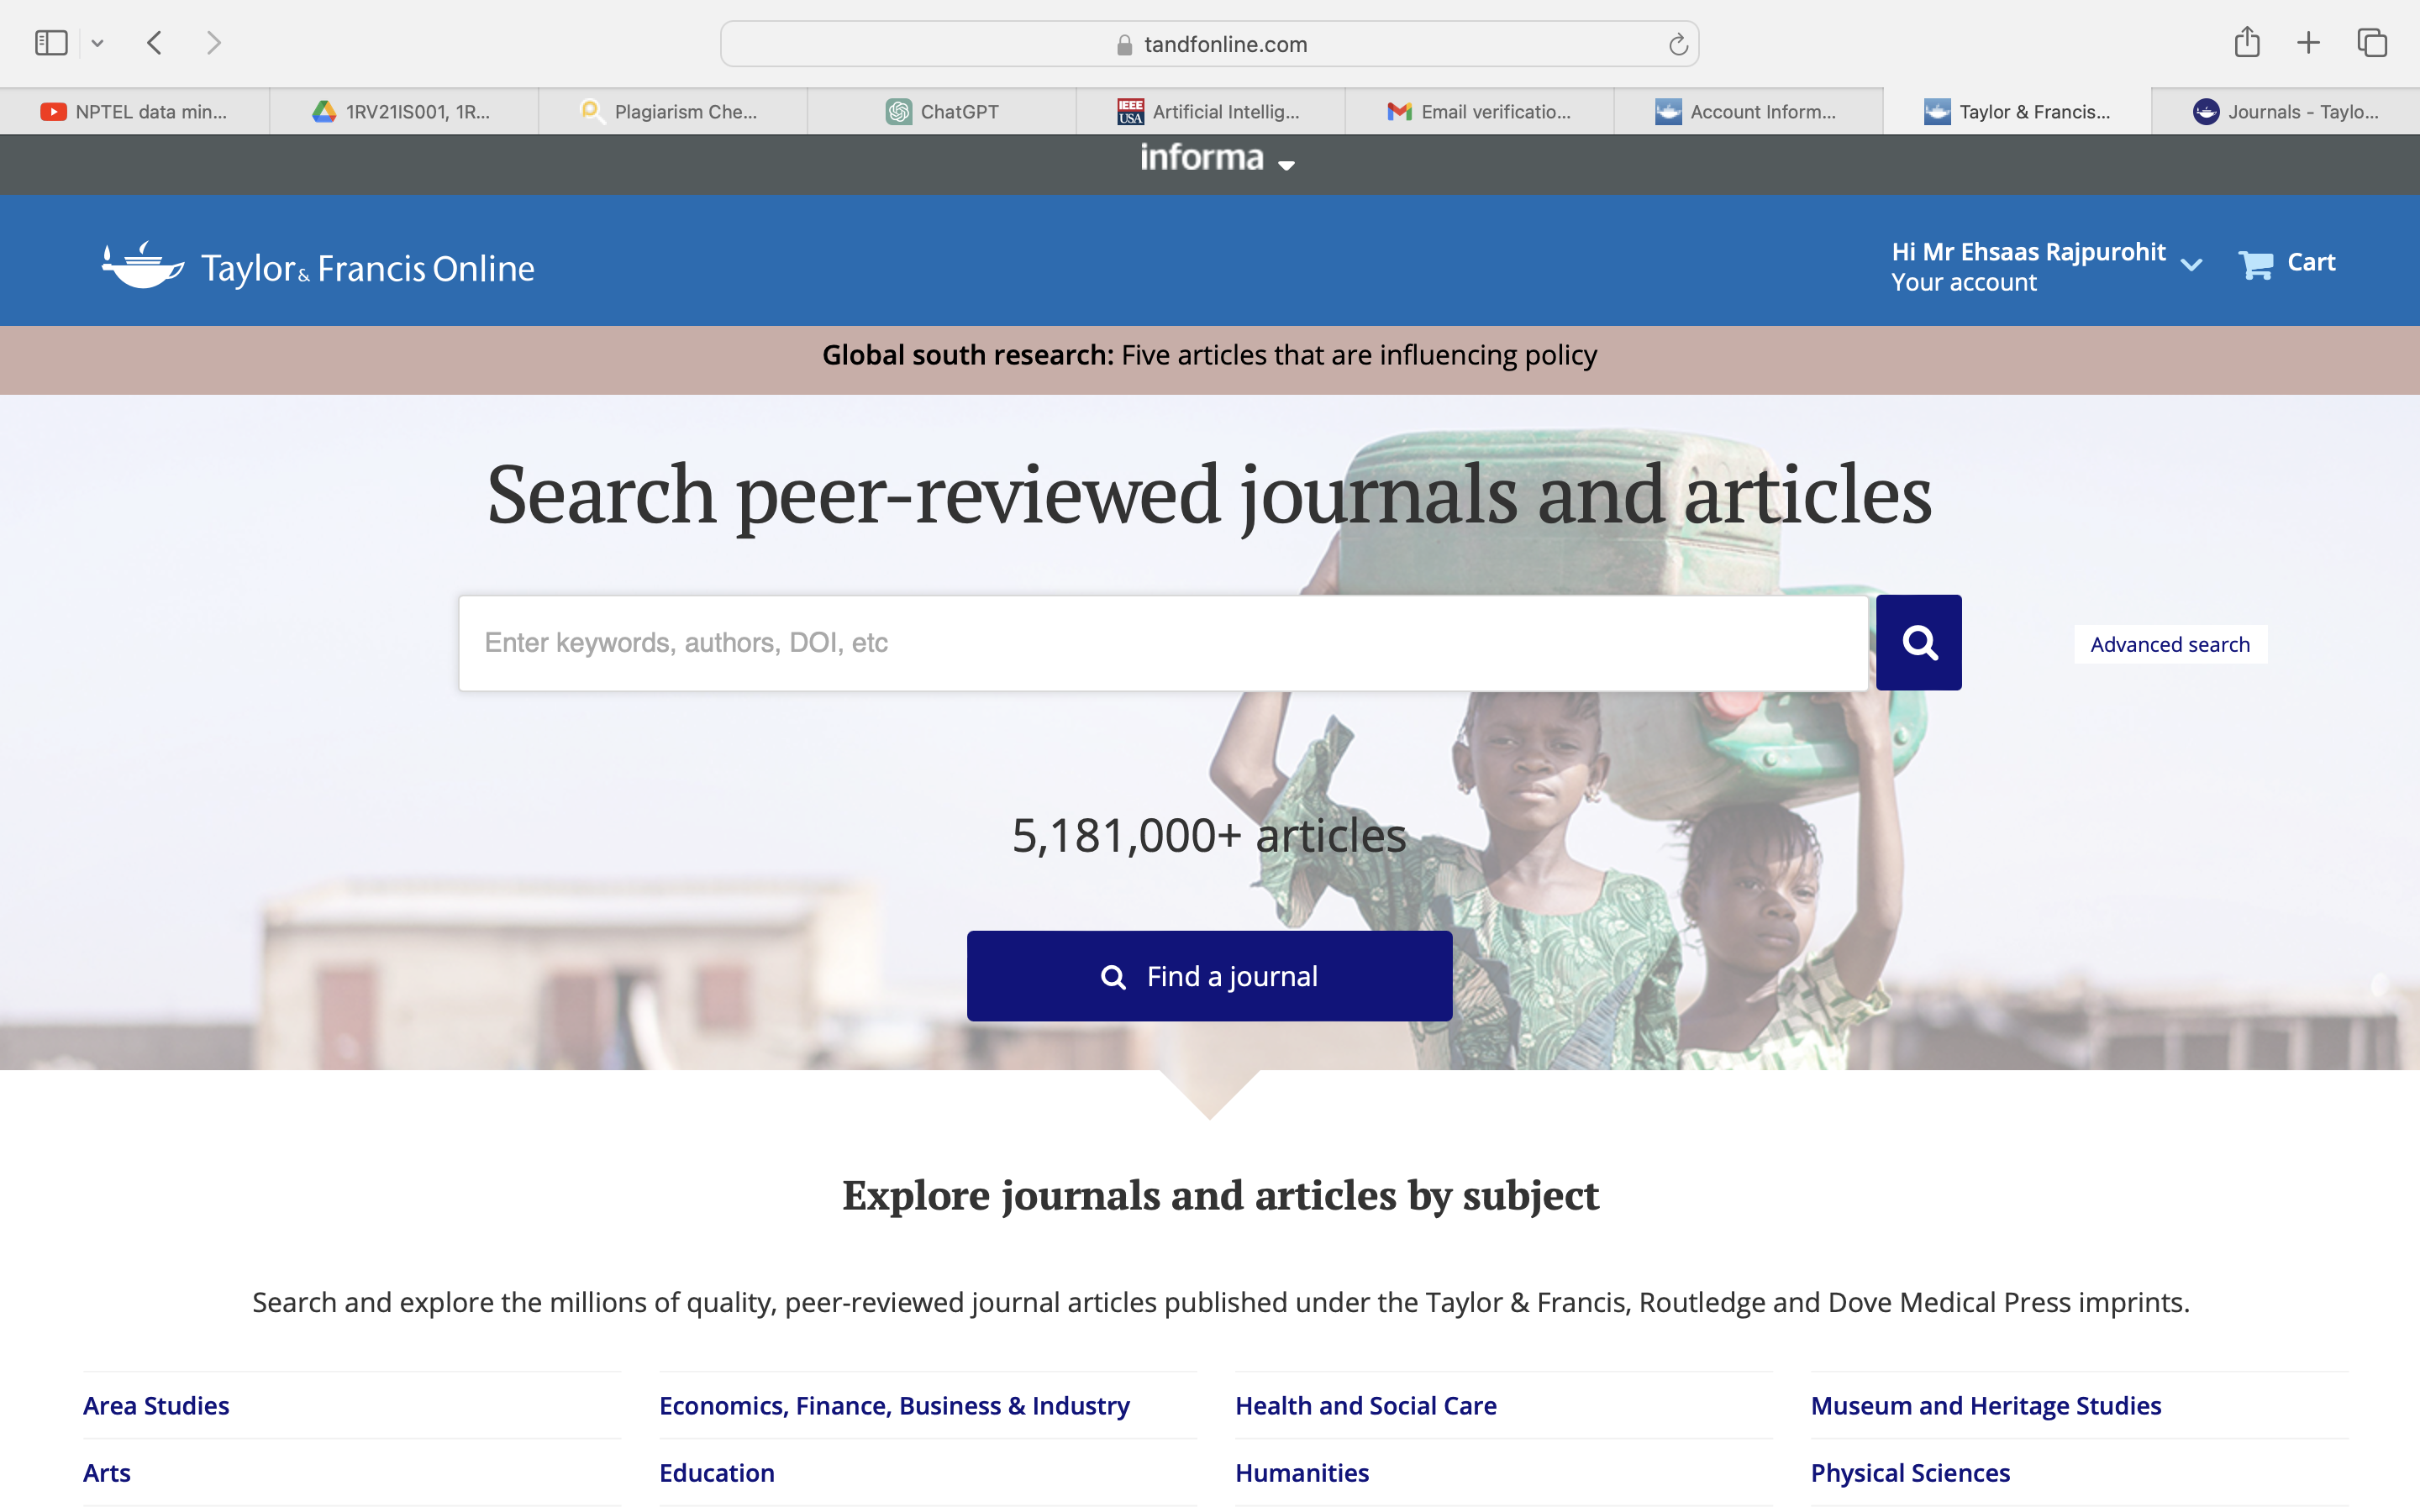 tandfonline.com
NPTEL data min...
1RV21IS001, 1R...
Plagiarism Che...
ChatGPT
IEEE USA Artificial Intellig...
Email verificatio...
Account Inform...
Taylor & Francis...
Journals - Taylo...
informa
Taylor & Francis Online
Hi Mr Ehsaas Rajpurohit
Your account
Cart
Global south research: Five articles that are influencing policy
Search peer-reviewed journals and articles
Enter keywords, authors, DOI, etc
Advanced search
5,181,000+ articles
Find a journal
Explore journals and articles by subject
Search and explore the millions of quality, peer-reviewed journal articles published under the Taylor & Francis, Routledge and Dove Medical Press imprints.
Area Studies
Economics, Finance, Business & Industry
Health and Social Care
Museum and Heritage Studies
Arts
Education
Humanities
Physical Sciences